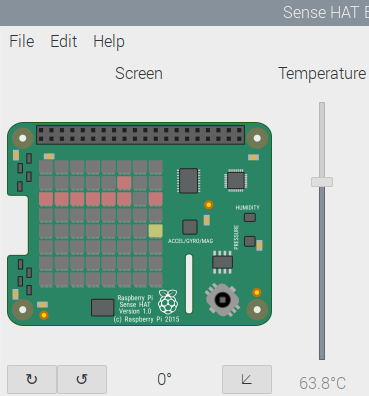 Sense HAT E
File Edit Help
Screen
Temperature
HUMIDITY
PRESSURE
ACCEL/GYRO/MAG
Raspberry Pi
Sense HAT
Version 1.0
(c) Raspberry Pi 2015
↻ ↺ 0°
63.8°C